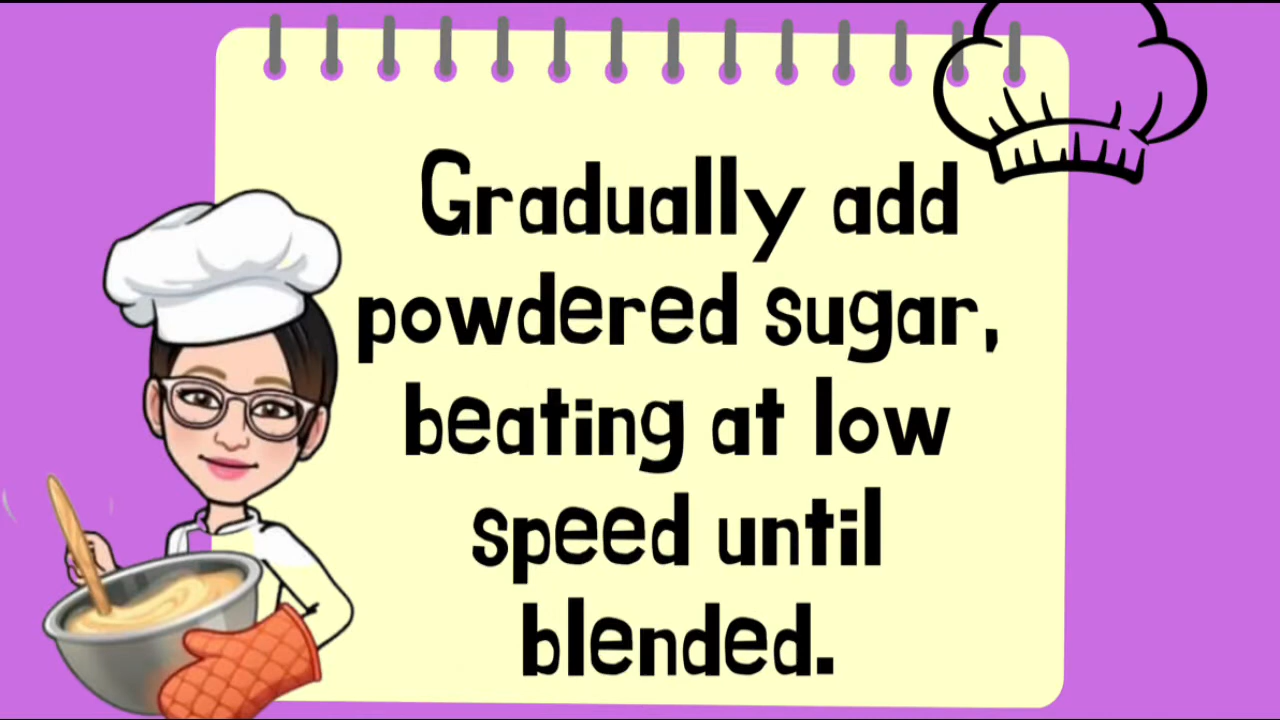 Gradually add
powdered sugar,
beating at low
speed until
blended.